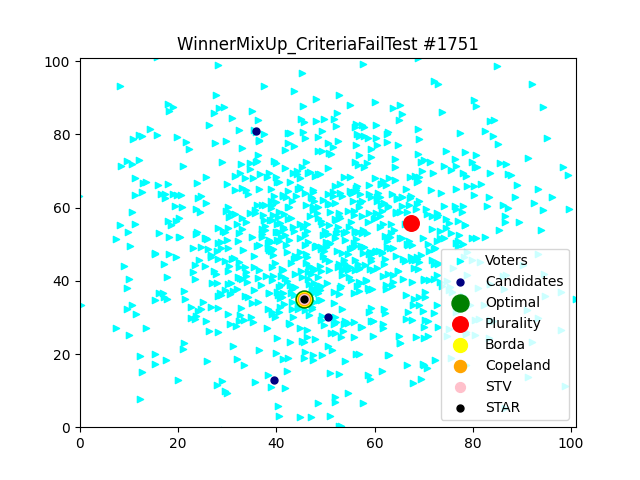 WinnerMixUp_CriteriaFailTest #1751
100
80
60
40
20
0
0 20 40 60 80 100
Voters
Candidates
Optimal
Plurality
Borda
Copeland
STV
STAR